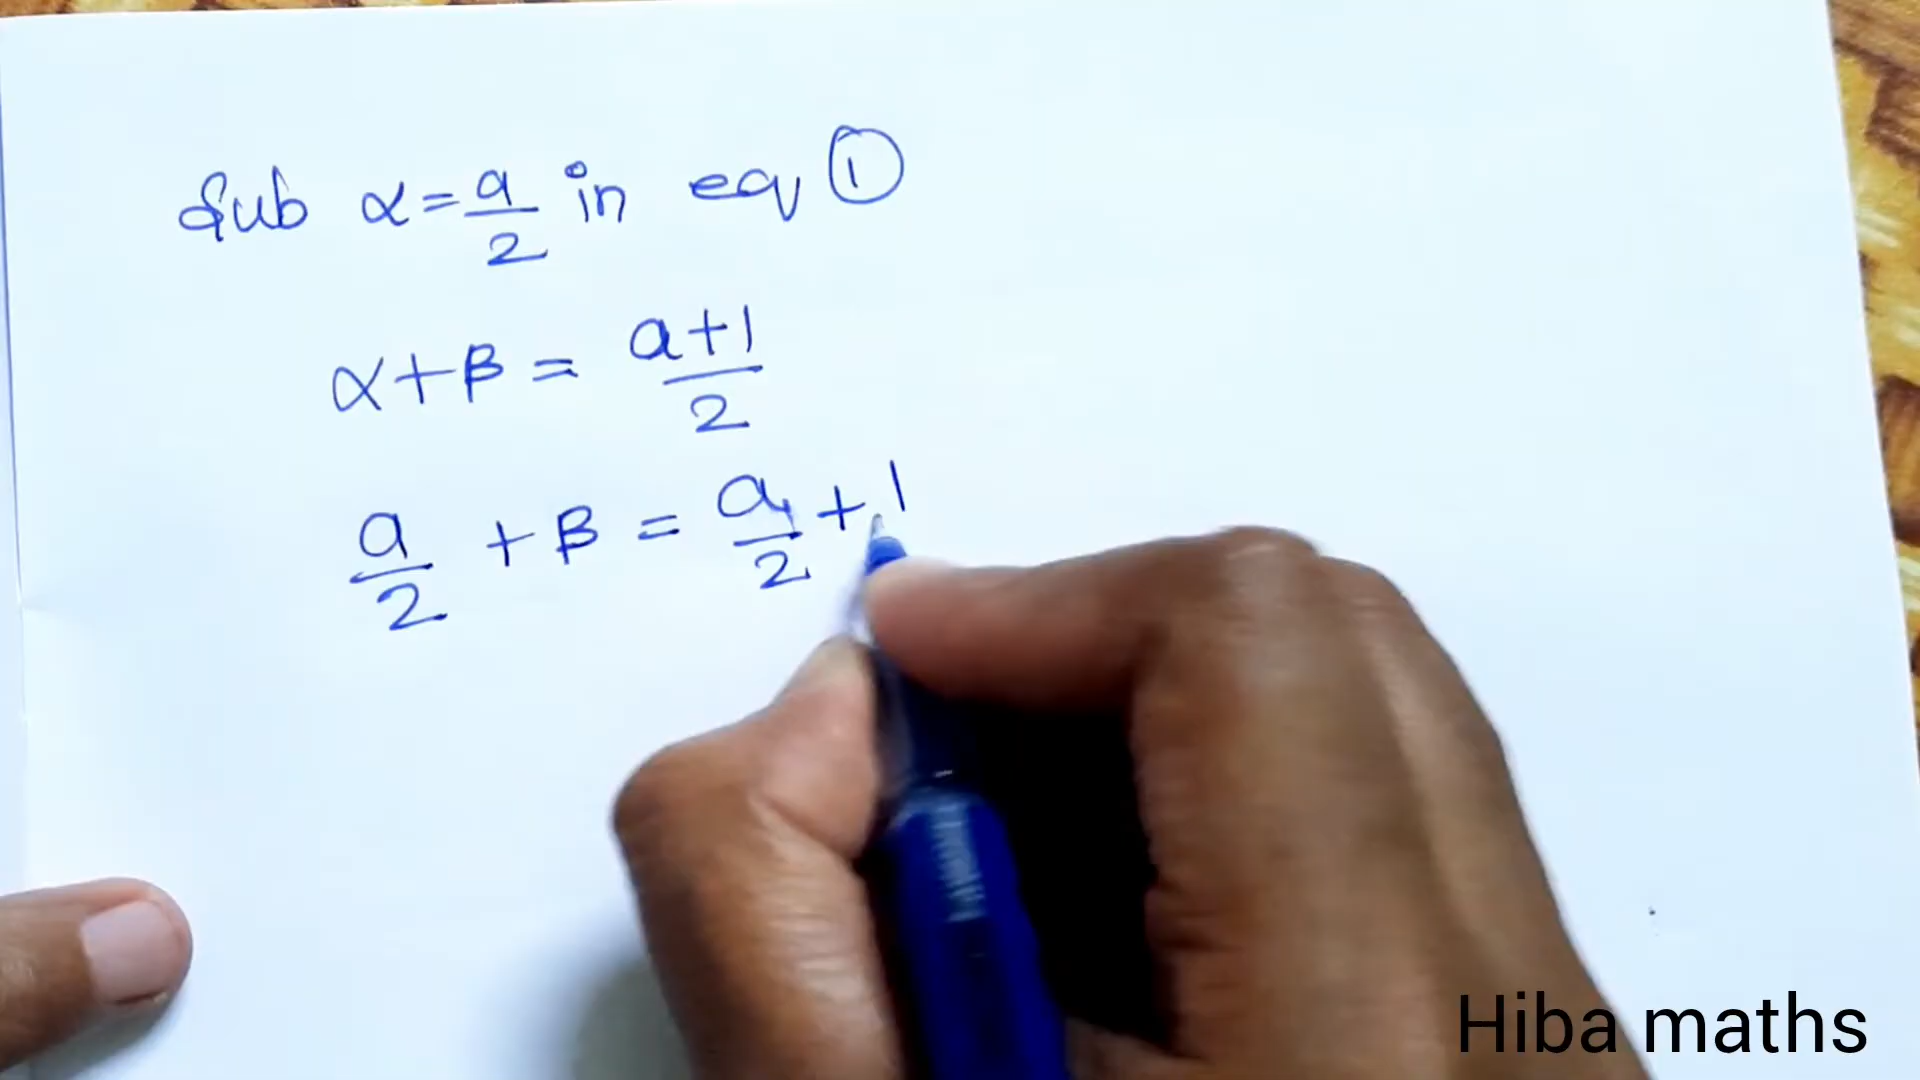 Sub α = a/2 in eq ①
α + β = a+1/2
a/2 + β = a/2 + 1
Hiba maths